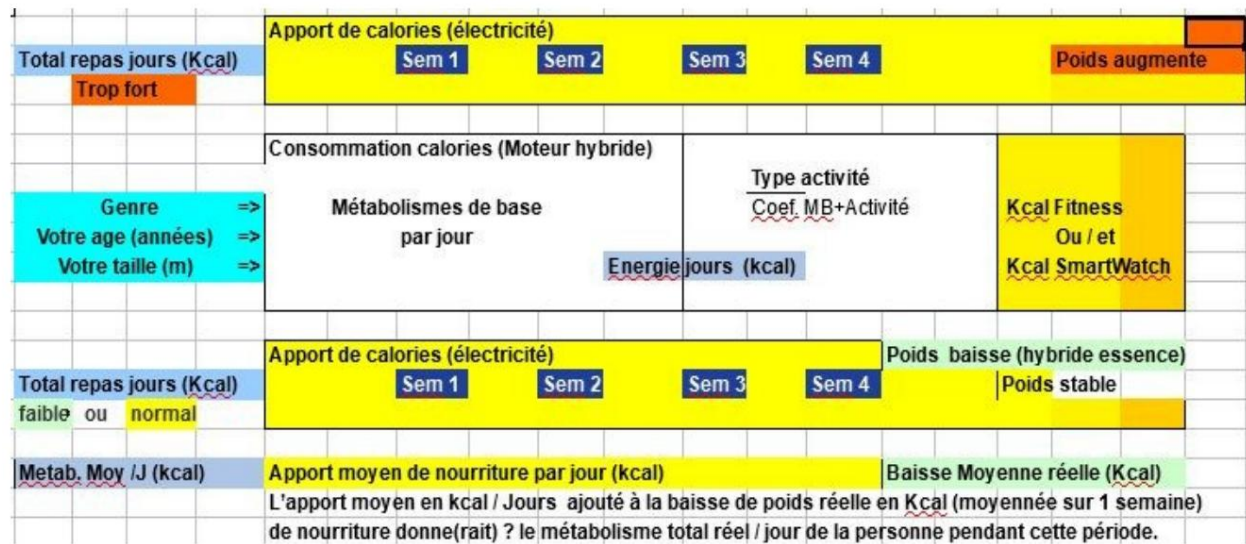 Apport de calories (électricité)
Total repas jours (Kcal) Sem 1 Sem 2 Sem 3 Sem 4 Poids augmente
Trop fort
Consommation calories (Moteur hybride)
Type activité
Genre => Métabolismes de base Coef. MB+Activité Kcal Fitness
Votre age (années) => par jour Ou / et
Votre taille (m) => Energie jours (kcal) Kcal SmartWatch
Apport de calories (électricité) Poids baisse (hybride essence)
Total repas jours (Kcal) Sem 1 Sem 2 Sem 3 Sem 4 Poids stable
faible ou normal
Metab. Moy /J (kcal) Apport moyen de nourriture par jour (kcal) Baisse Moyenne réelle (Kcal)
L'apport moyen en kcal / Jours ajouté à la baisse de poids réelle en Kcal (moyennée sur 1 semaine)
de nourriture donne(rait) ? le métabolisme total réel / jour de la personne pendant cette période.